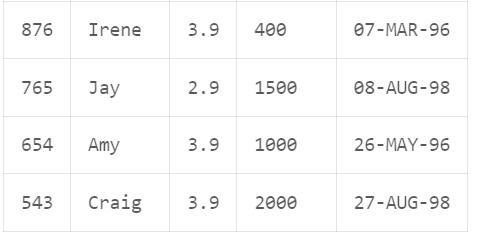 876 Irene 3.9 400 07-MAR-96
765 Jay 2.9 1500 08-AUG-98
654 Amy 3.9 1000 26-MAY-96
543 Craig 3.9 2000 27-AUG-98